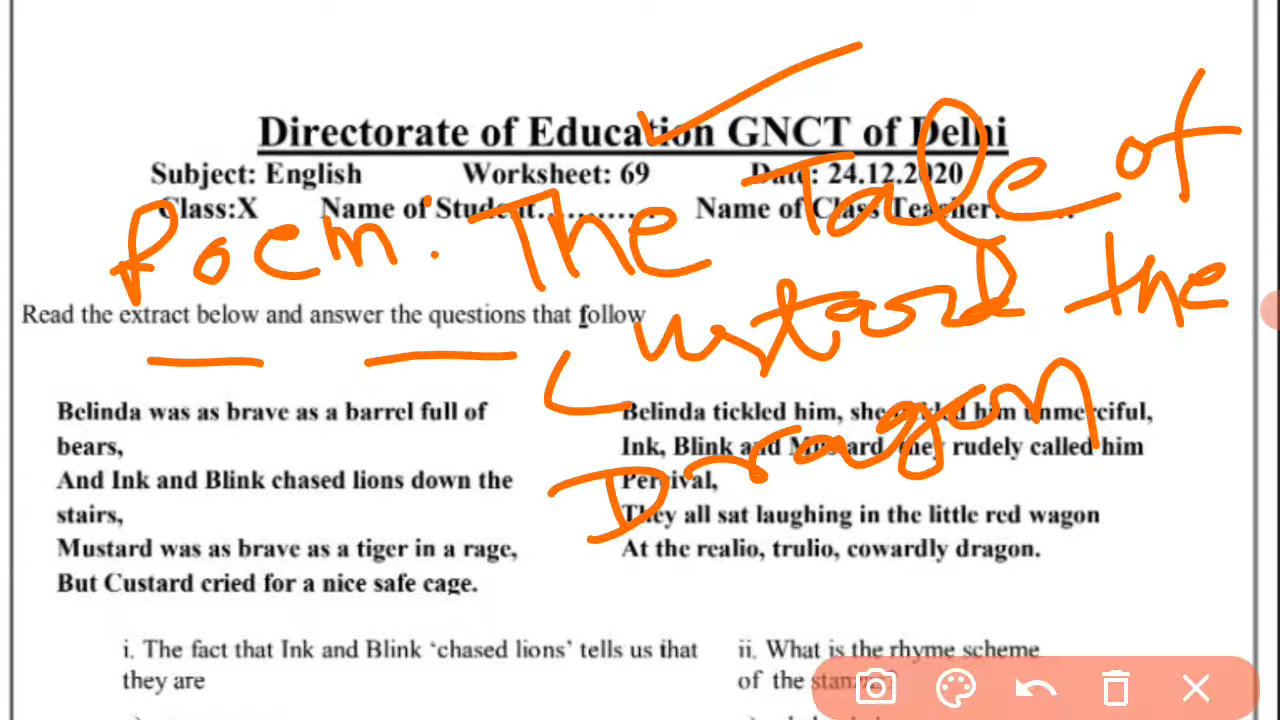 Directorate of Education GNCT of Delhi
Subject: English Worksheet: 69 Date: 24.12.2020
Class:X Name of Student............ Name of Class Teacher:
Poem: The Tale of
Custard the
Dragon
Read the extract below and answer the questions that follow
Belinda was as brave as a barrel full of
bears,
And Ink and Blink chased lions down the
stairs,
Mustard was as brave as a tiger in a rage,
But Custard cried for a nice safe cage.
Belinda tickled him, she tickled him unmerciful,
Ink, Blink and Mustard, they rudely called him
Percival,
They all sat laughing in the little red wagon
At the realio, trulio, cowardly dragon.
i. The fact that Ink and Blink ‘chased lions’ tells us that
they are
ii. What is the rhyme scheme
of the